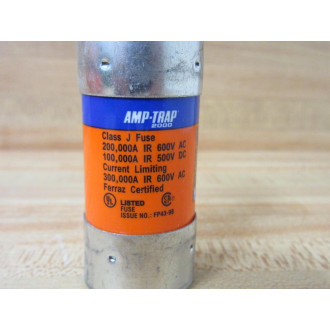 AMP-TRAP®
2000
Class J Fuse
200,000A IR 600V AC
100,000A IR 500V DC
Current Limiting
300,000A IR 600V AC
Ferraz Certified
UL LISTED
FUSE
ISSUE NO.: FP43-98